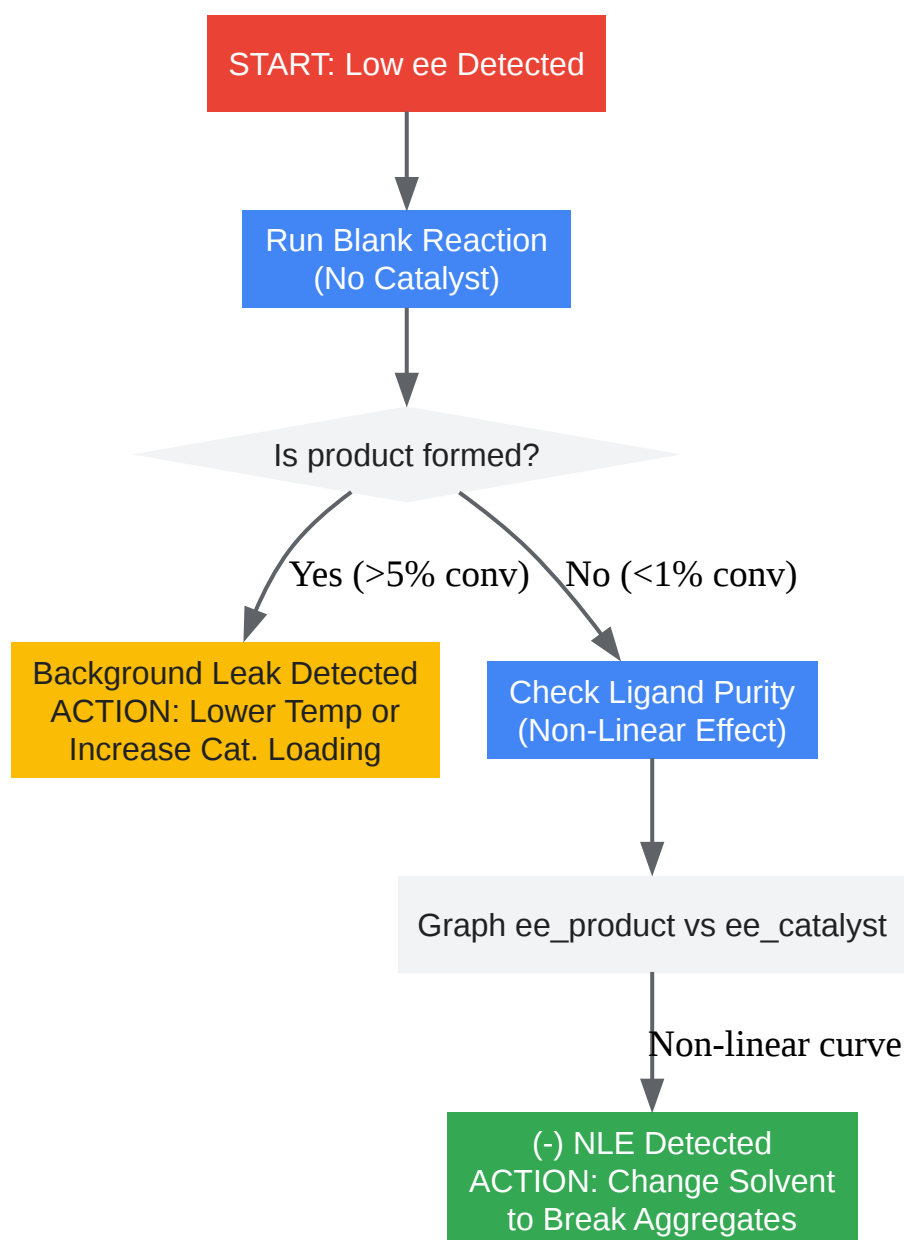 START: Low ee Detected
Run Blank Reaction
(No Catalyst)
Is product formed?
Yes (>5% conv)
No (<1% conv)
Background Leak Detected
ACTION: Lower Temp or
Increase Cat. Loading
Check Ligand Purity
(Non-Linear Effect)
Graph ee_product vs ee_catalyst
Non-linear curve
(-) NLE Detected
ACTION: Change Solvent
to Break Aggregates